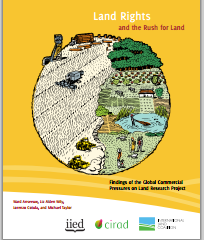 Land Rights
and the Rush for Land
Findings of the Global Commercial
Pressures on Land Research Project
Ward Anseeuw, Liz Alden Wily,
Lorenzo Cotula, and Michael Taylor
iied
cirad
INTERNATIONAL
LAND
COALITION